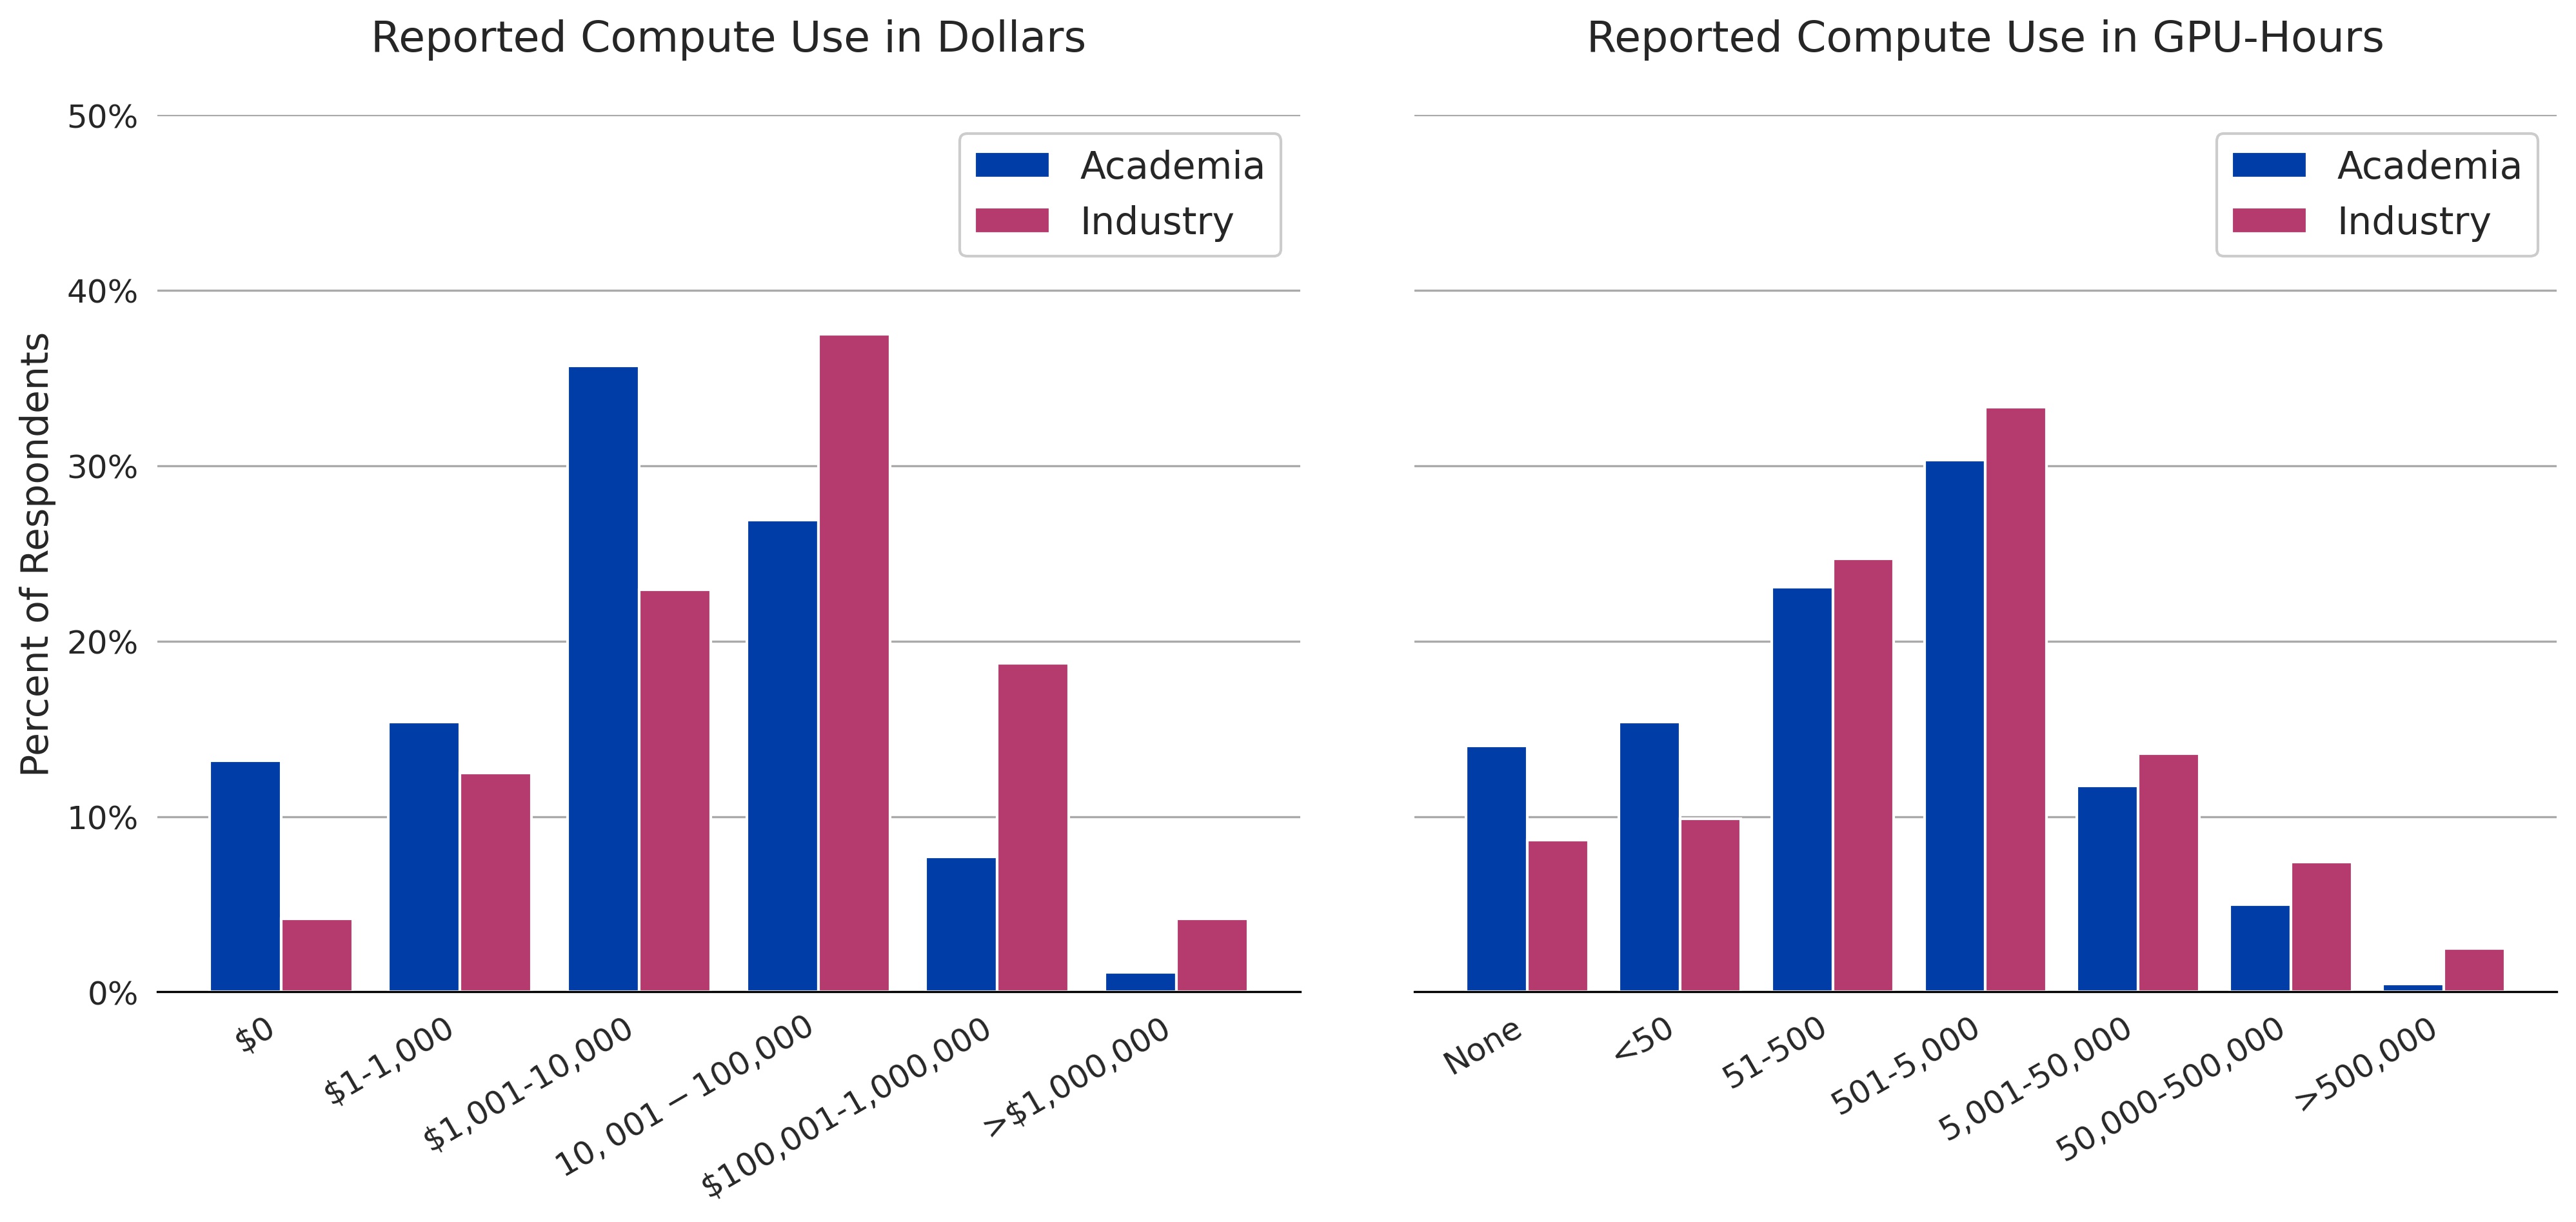 Reported Compute Use in Dollars
Reported Compute Use in GPU-Hours
Percent of Respondents
50%
40%
30%
20%
10%
0%
Academia
Industry
Academia
Industry
$0
$1-1,000
$1,001-10,000
10, 001 − 100,000
$100,001-1,000,000
>$1,000,000
None
<50
51-500
501-5,000
5,001-50,000
50,000-500,000
>500,000